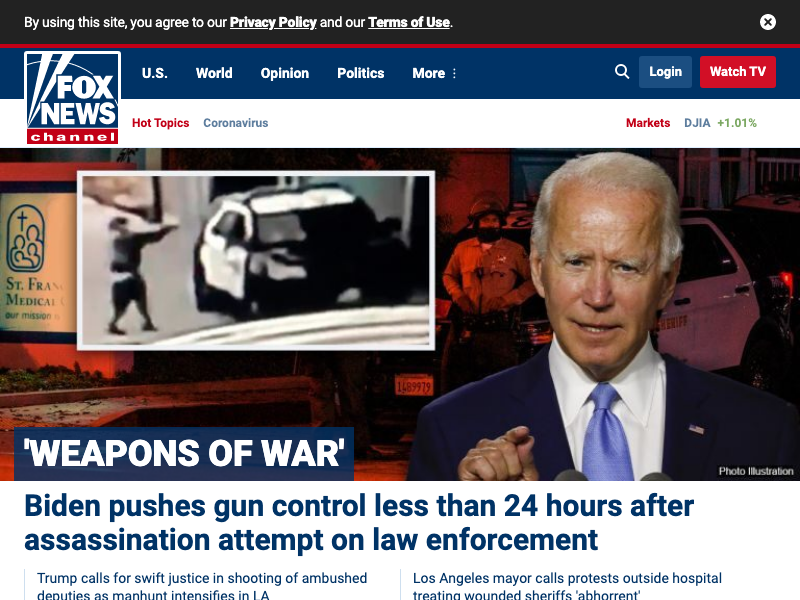 By using this site, you agree to our Privacy Policy and our Terms of Use.
FOX
NEWS
channel
U.S. World Opinion Politics More
Login
Watch TV
Hot Topics Coronavirus
Markets DJIA +1.01%
ST. FRAN
MEDICAL
our mission
SHERIFF
1489979
'WEAPONS OF WAR'
Photo Illustration
Biden pushes gun control less than 24 hours after
assassination attempt on law enforcement
Trump calls for swift justice in shooting of ambushed
deputies as manhunt intensifies in LA
Los Angeles mayor calls protests outside hospital
treating wounded sheriffs 'abhorrent'